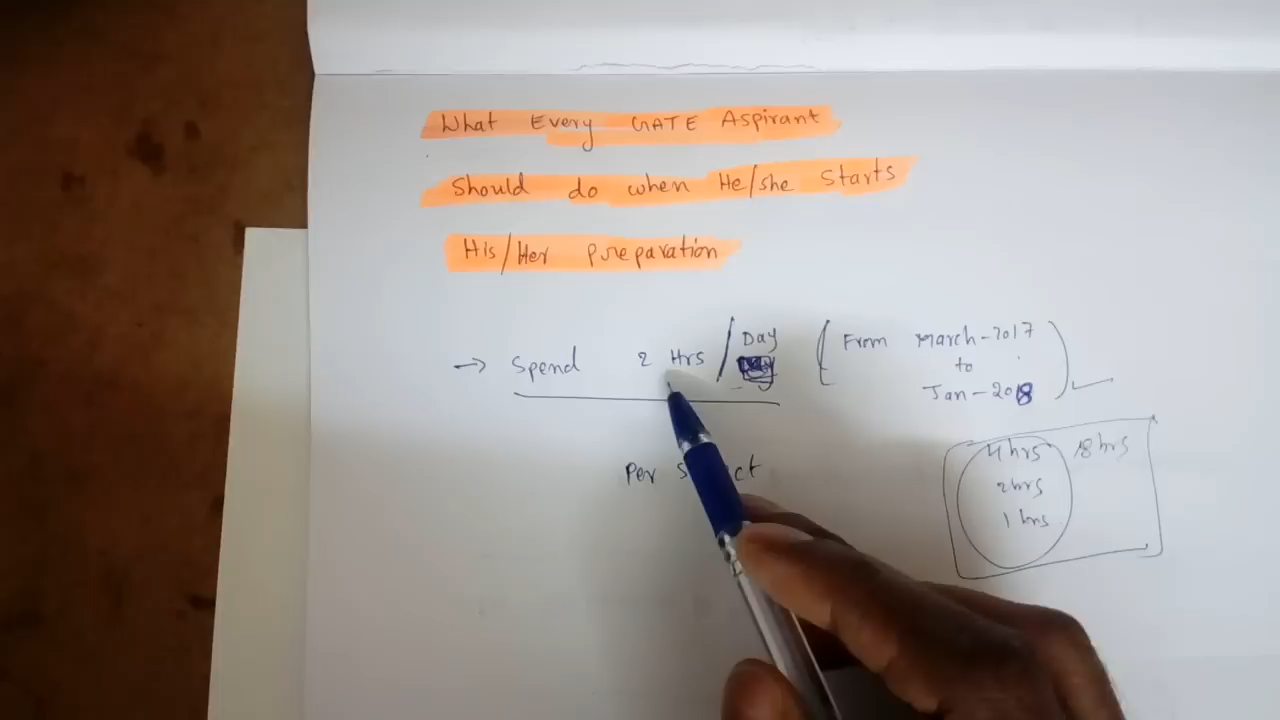 What Every GATE Aspirant
Should do when He/she Starts
His/Her preparation
→ Spend 2 Hrs / Day (From march-2017
to
Jan-2018)
Per
4 hrs 8 hrs
2 hrs
1 hrs